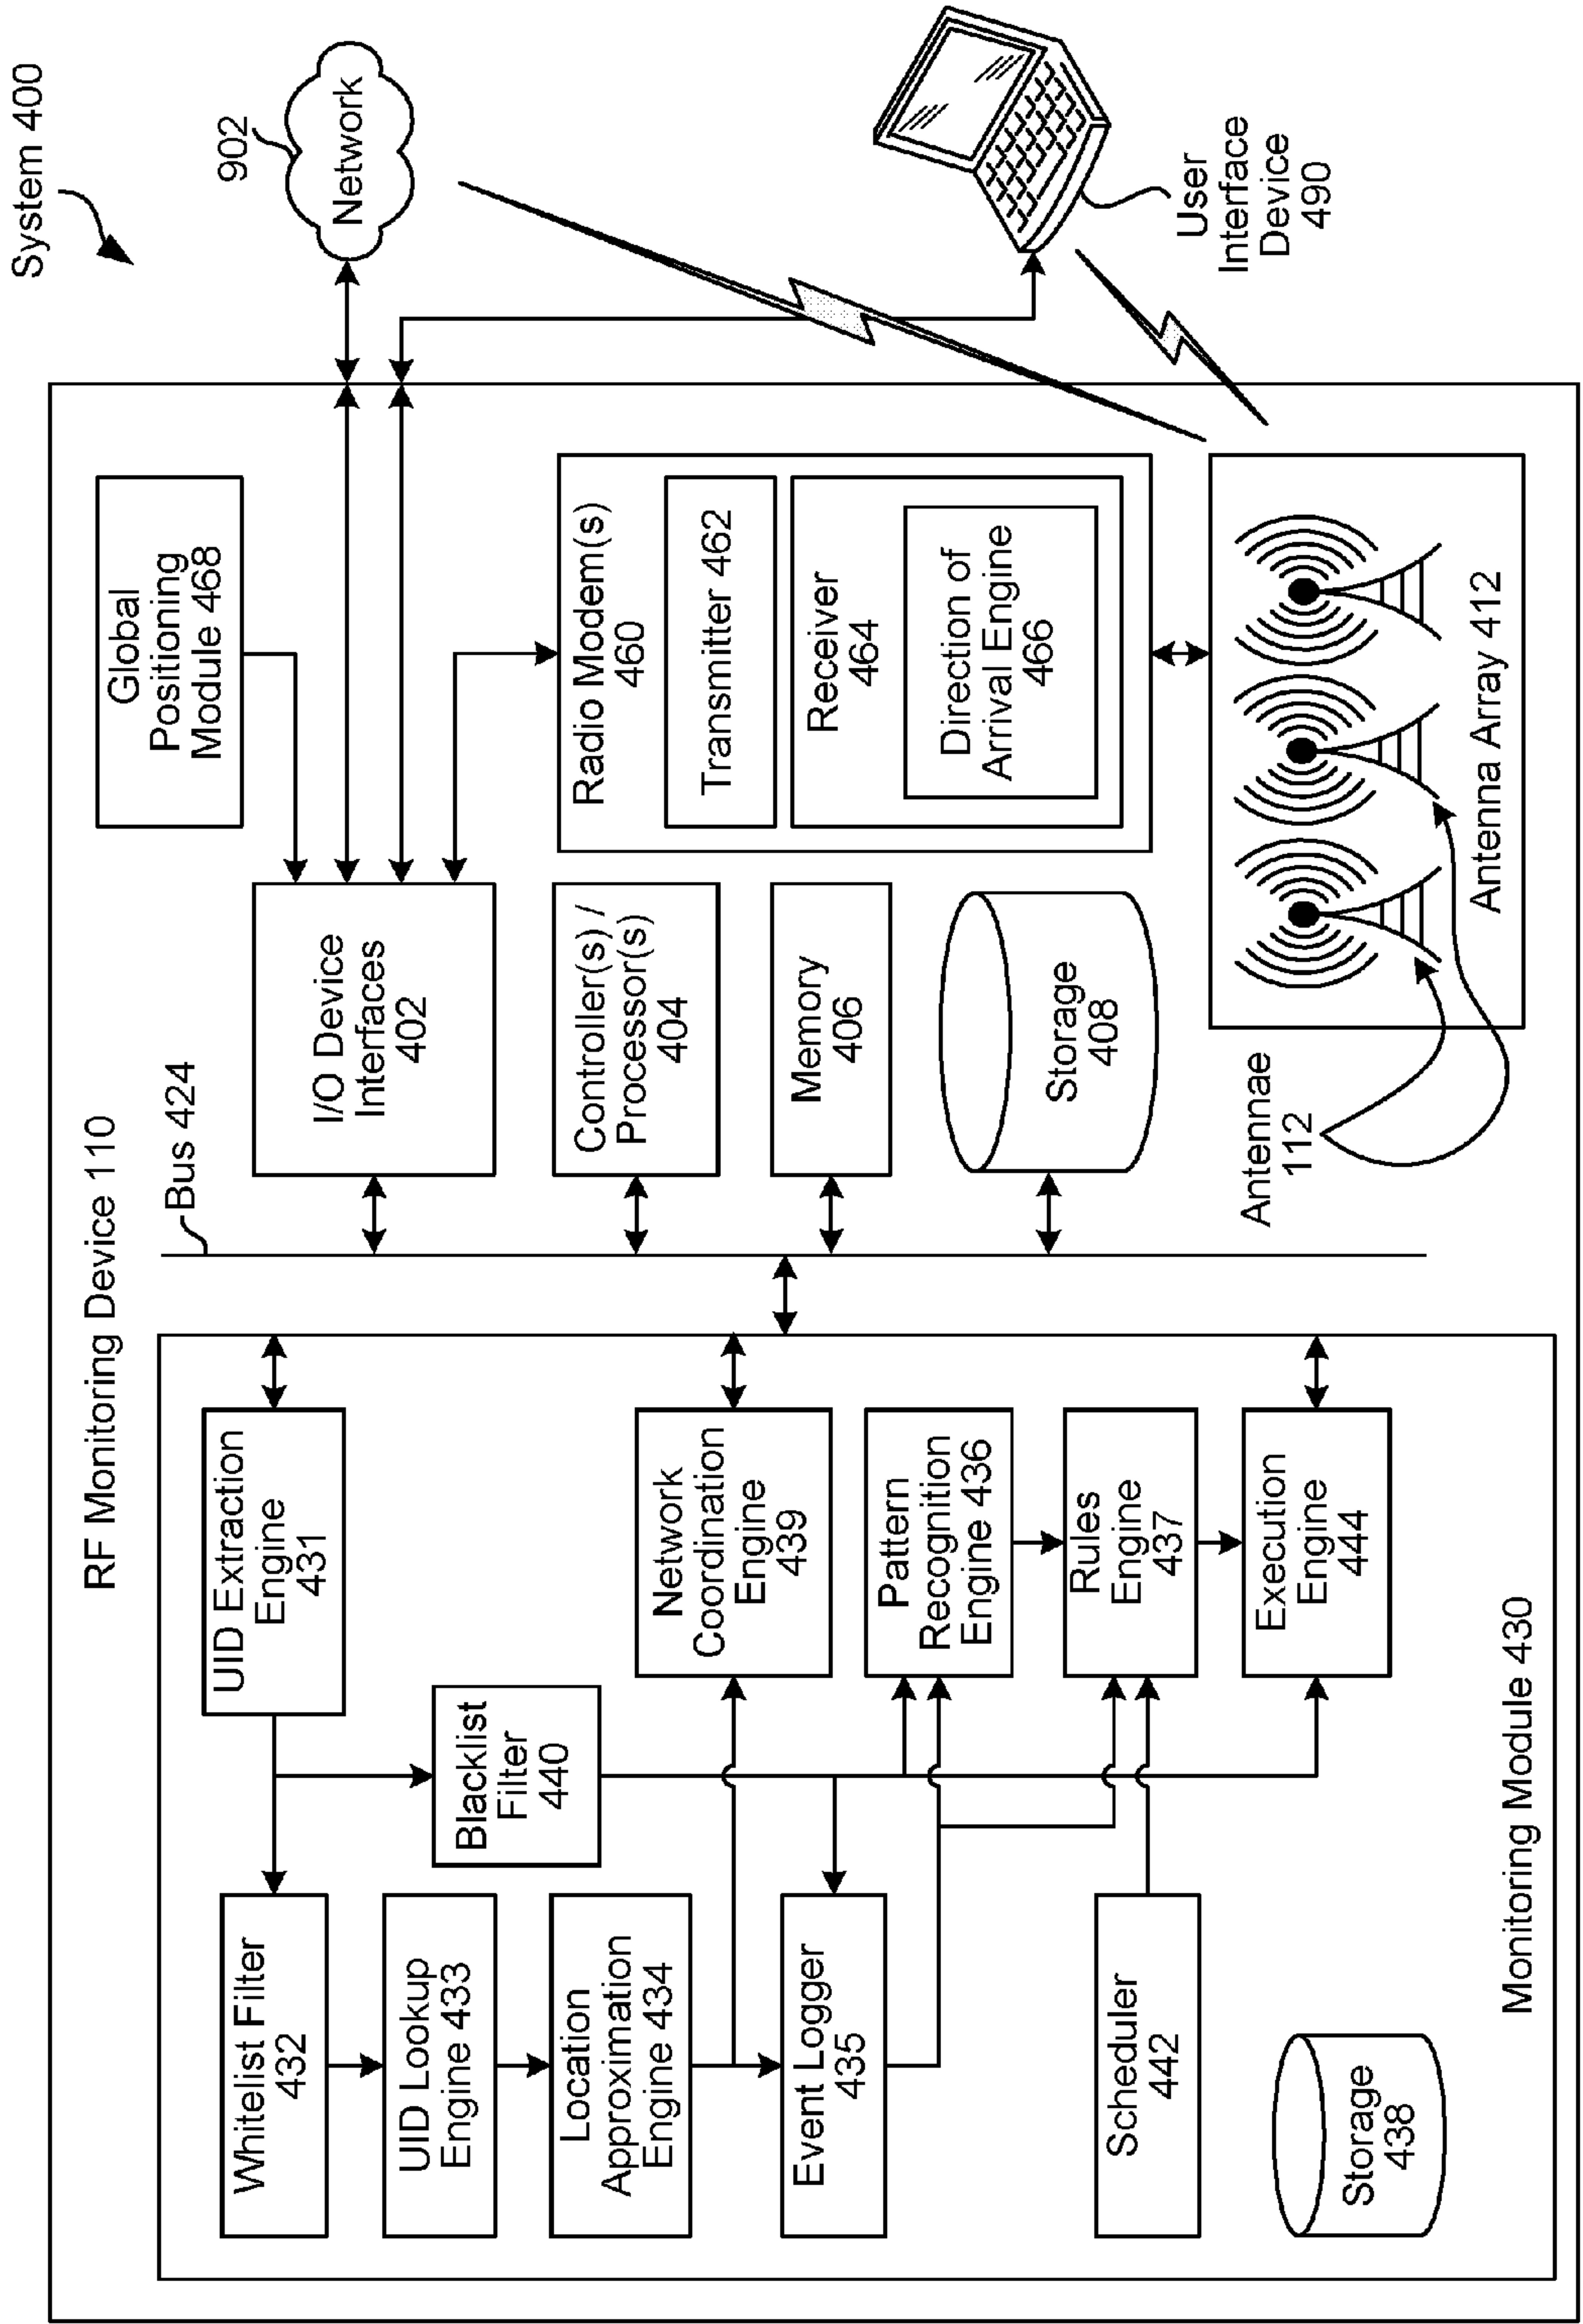 System 400
RF Monitoring Device 110
Bus 424
902
Network
Global
Positioning
Module 468
I/O Device
Interfaces
402
Controller(s) /
Processor(s)
404
Memory
406
Storage
408
Radio Modem(s)
460
Transmitter 462
Receiver
464
Direction of
Arrival Engine
466
User
Interface
Device
490
Antennae
112
Antenna Array 412
UID Extraction
Engine
431
Whitelist Filter
432
Blacklist
Filter
440
UID Lookup
Engine 433
Location
Approximation
Engine 434
Network
Coordination
Engine
439
Event Logger
435
Pattern
Recognition
Engine 436
Rules
Engine
437
Scheduler
442
Execution
Engine
444
Storage
438
Monitoring Module 430